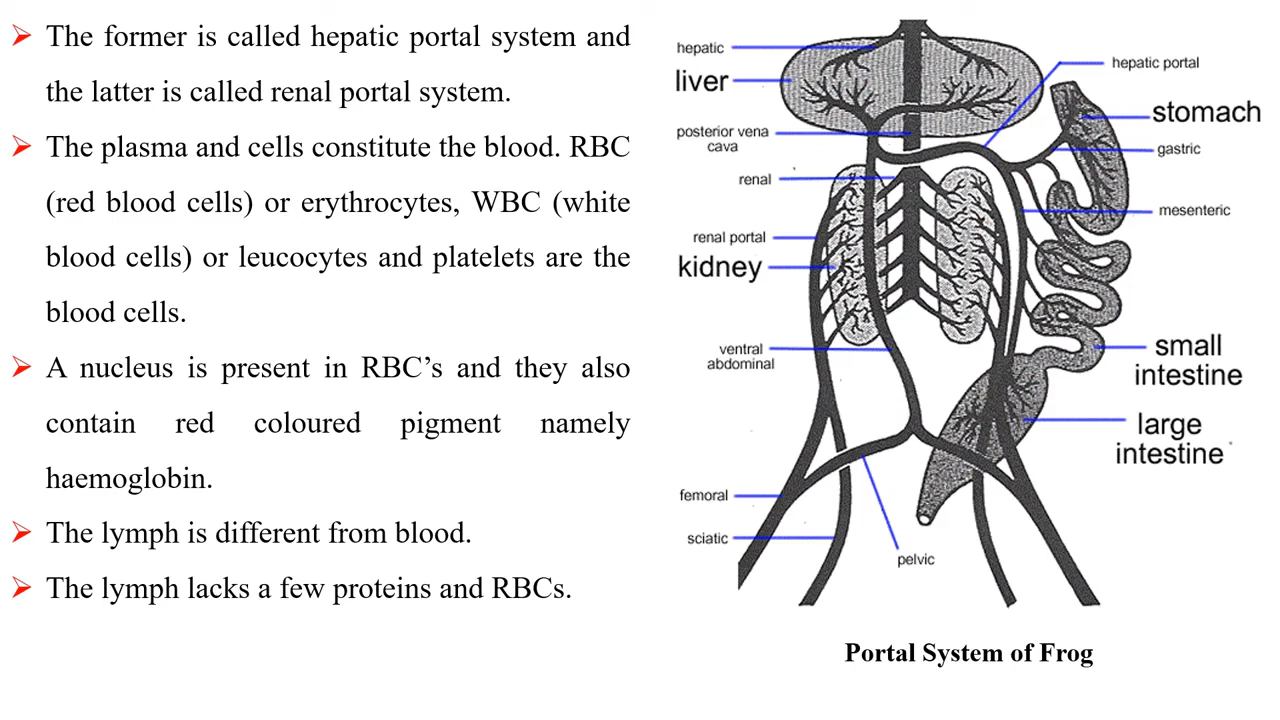 ➢ The former is called hepatic portal system and
the latter is called renal portal system.
➢ The plasma and cells constitute the blood. RBC
(red blood cells) or erythrocytes, WBC (white
blood cells) or leucocytes and platelets are the
blood cells.
➢ A nucleus is present in RBC’s and they also
contain red coloured pigment namely
haemoglobin.
➢ The lymph is different from blood.
➢ The lymph lacks a few proteins and RBCs.
hepatic
liver
posterior vena
cava
renal
renal portal
kidney
ventral
abdominal
femoral
sciatic
pelvic
hepatic portal
stomach
gastric
mesenteric
small
intestine
large
intestine
Portal System of Frog